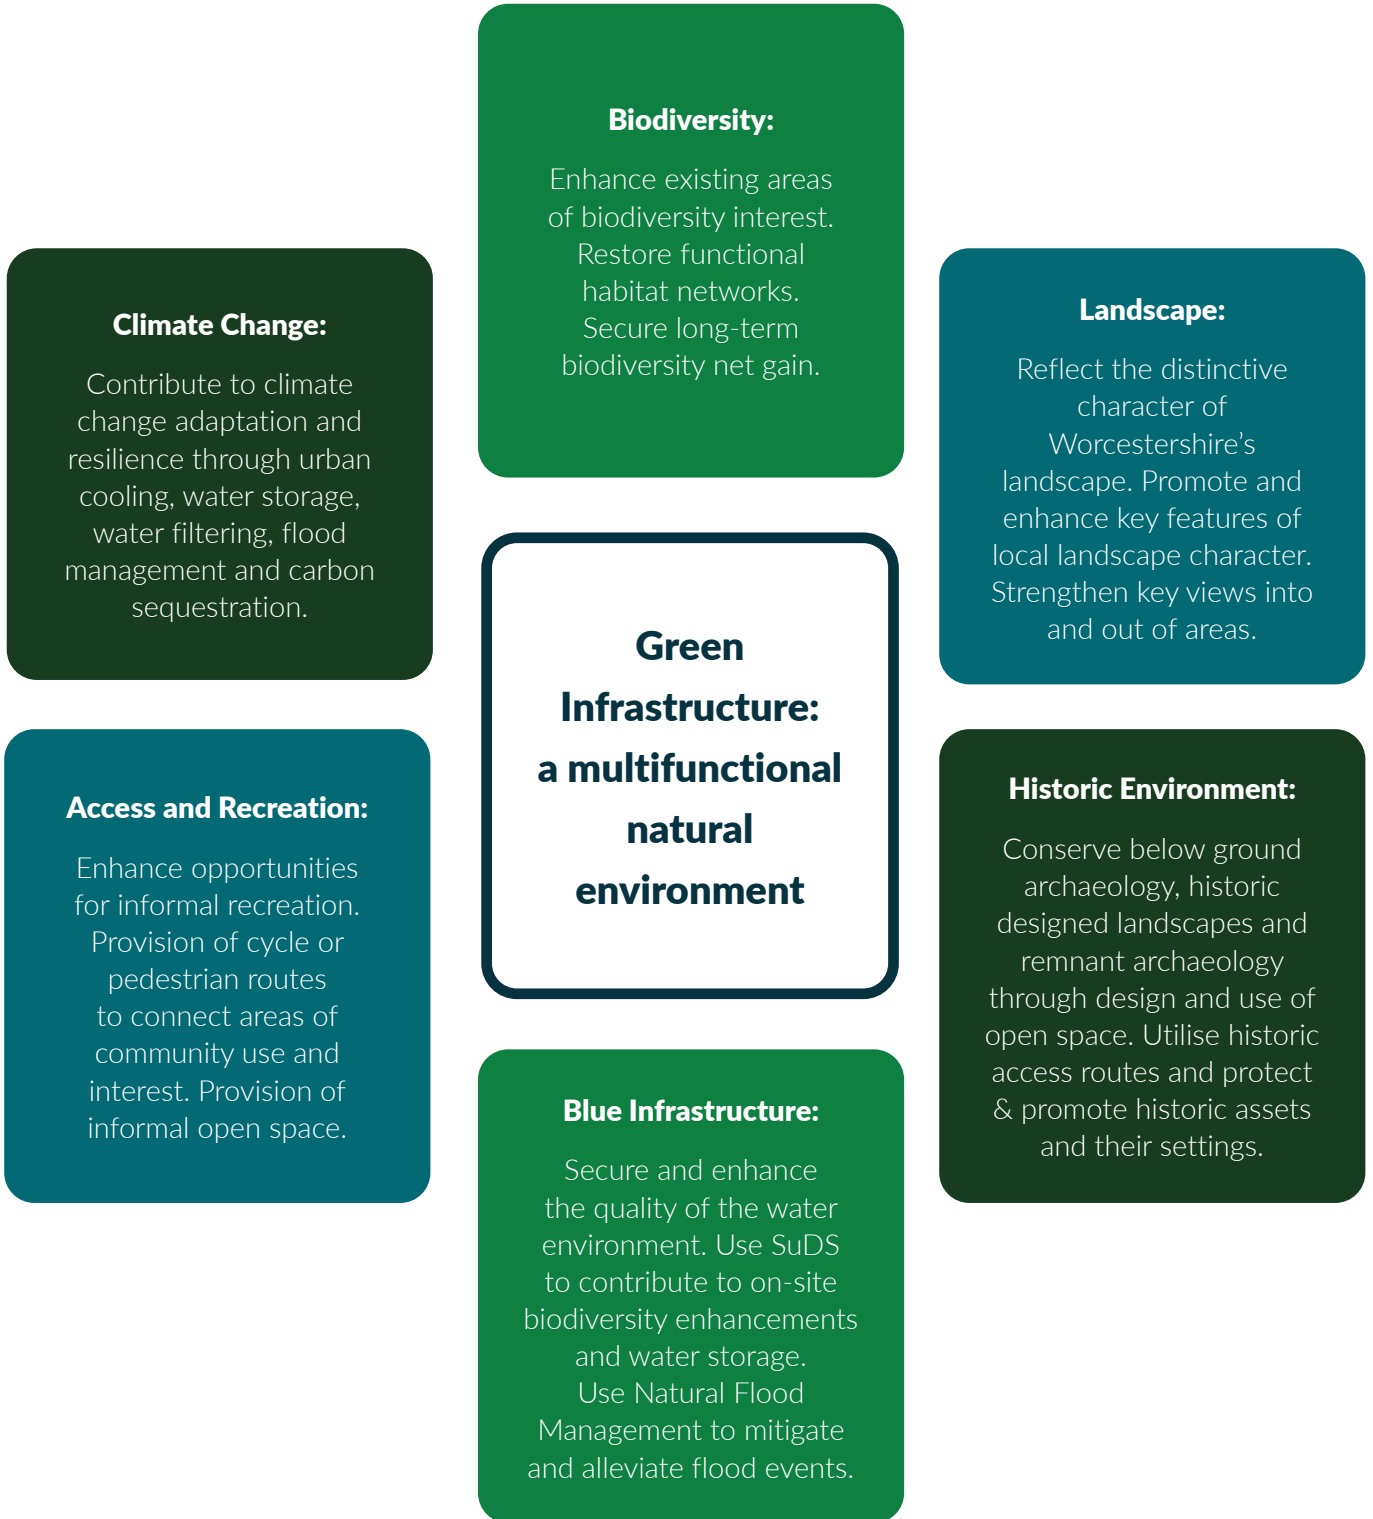 Biodiversity:
Enhance existing areas
of biodiversity interest.
Restore functional
habitat networks.
Secure long-term
biodiversity net gain.
Climate Change:
Contribute to climate
change adaptation and
resilience through urban
cooling, water storage,
water filtering, flood
management and carbon
sequestration.
Landscape:
Reflect the distinctive
character of
Worcestershire’s
landscape. Promote and
enhance key features of
local landscape character.
Strengthen key views into
and out of areas.
Green
Infrastructure:
a multifunctional
natural
environment
Access and Recreation:
Enhance opportunities
for informal recreation.
Provision of cycle or
pedestrian routes
to connect areas of
community use and
interest. Provision of
informal open space.
Historic Environment:
Conserve below ground
archaeology, historic
designed landscapes and
remnant archaeology
through design and use of
open space. Utilise historic
access routes and protect
& promote historic assets
and their settings.
Blue Infrastructure:
Secure and enhance
the quality of the water
environment. Use SuDS
to contribute to on-site
biodiversity enhancements
and water storage.
Use Natural Flood
Management to mitigate
and alleviate flood events.